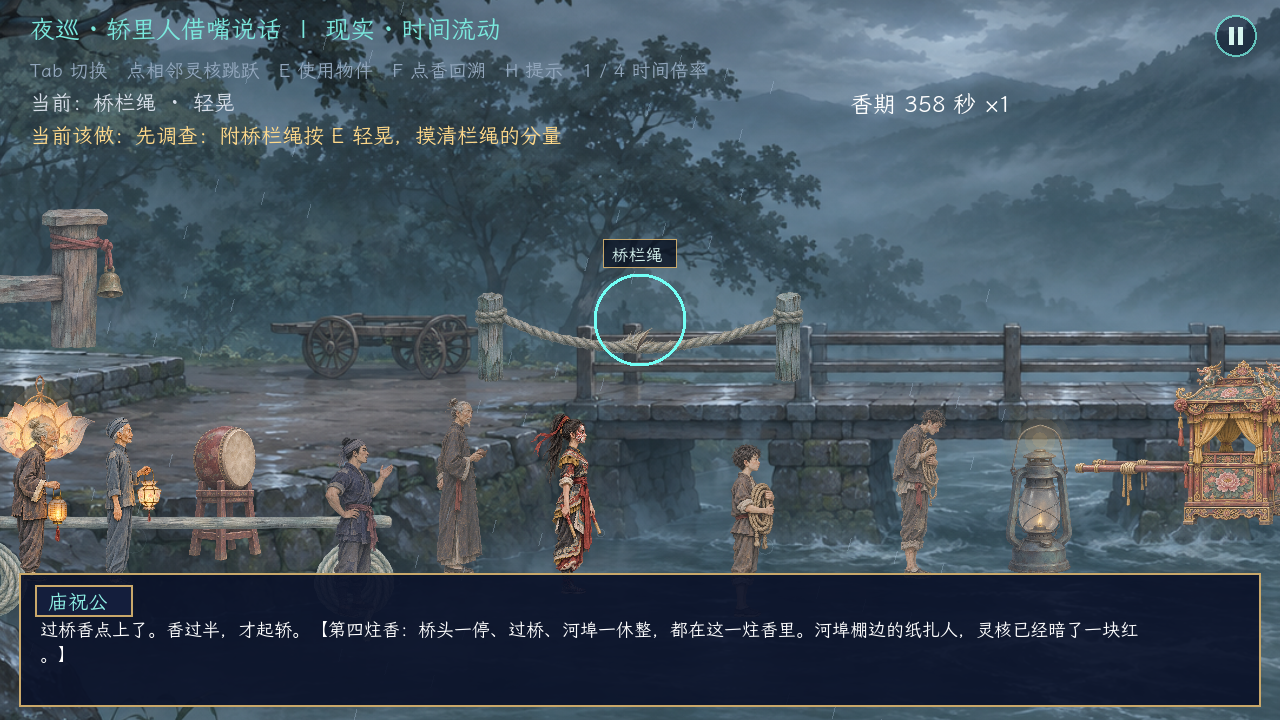 夜巡·轿里人借嘴说话 | 现实·时间流动
Tab 切换 点相邻灵核跳跃 E 使用物件 F 点香回溯 H 提示 1 / 4 时间倍率
当前: 桥栏绳 · 轻晃
香期 358 秒 ×1
当前该做: 先调查: 附桥栏绳按 E 轻晃, 摸清栏绳的分量
桥栏绳
庙祝公
过桥香点上了。香过半, 才起轿。【第四炷香: 桥头一停、过桥、河埠一休整, 都在这一炷香里。河埠棚边的纸扎人, 灵核已经暗了一块红
。】